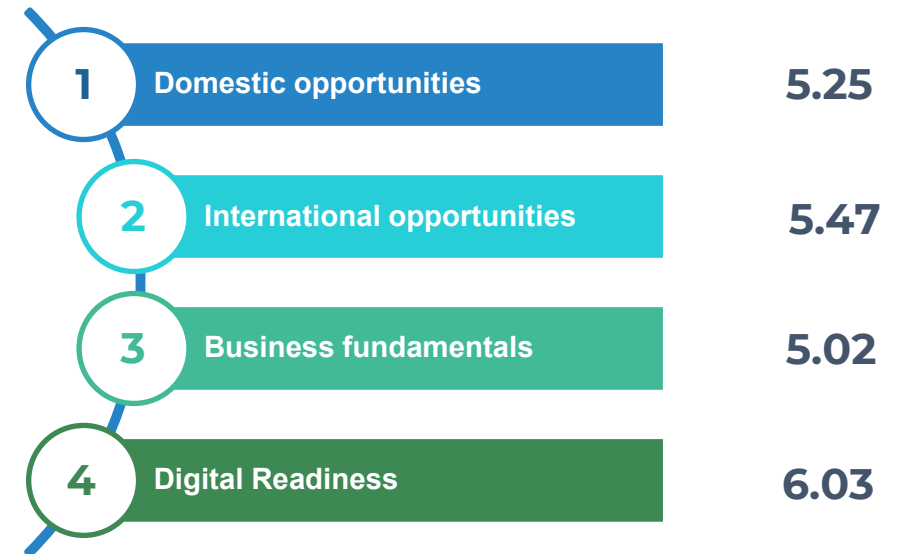 1 Domestic opportunities 5.25
2 International opportunities 5.47
3 Business fundamentals 5.02
4 Digital Readiness 6.03